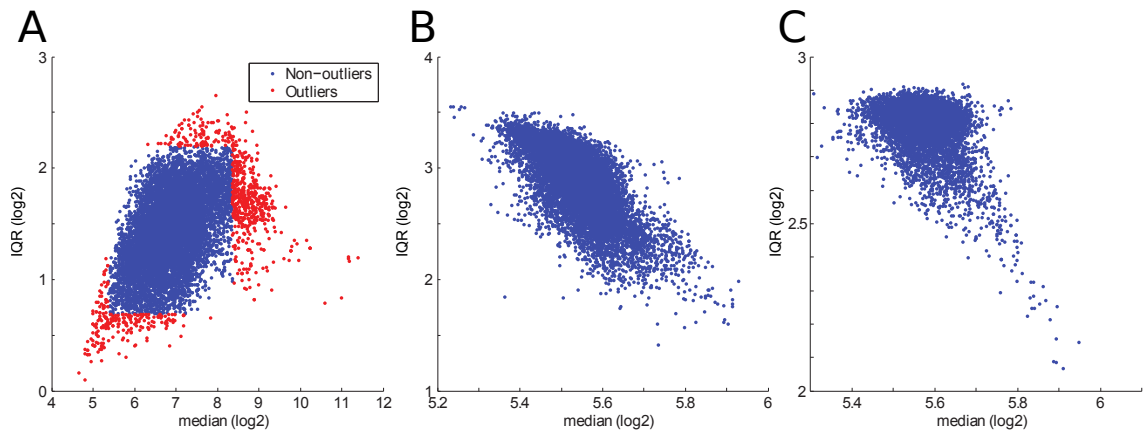 A
B
C
Non−outliers
Outliers
3
2
1
0
IQR (log2)
4
5
6
7
8
9
10
11
12
median (log2)
4
3
2
1
IQR (log2)
5.2
5.4
5.6
5.8
6
median (log2)
3
2.5
2
IQR (log2)
5.4
5.6
5.8
6
median (log2)